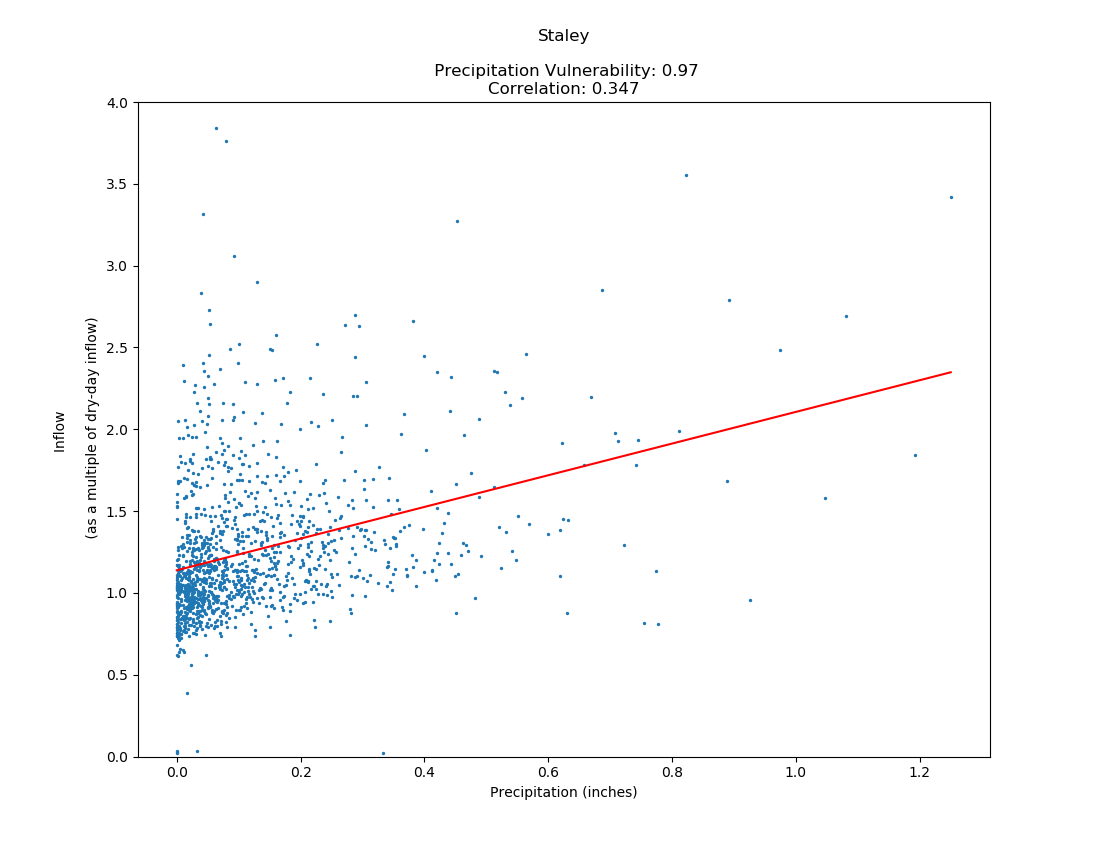 Staley
Precipitation Vulnerability: 0.97
Correlation: 0.347
4.0
3.5
3.0
2.5
2.0
1.5
1.0
0.5
0.0
Inflow
(as a multiple of dry-day inflow)
0.0 0.2 0.4 0.6 0.8 1.0 1.2
Precipitation (inches)